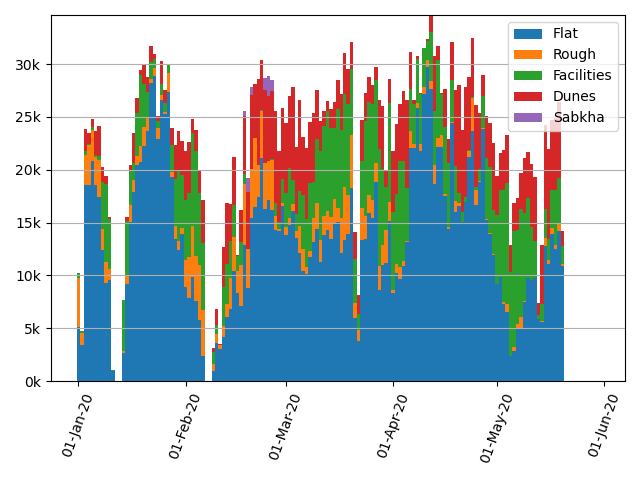 Flat
Rough
Facilities
Dunes
Sabkha
30k
25k
20k
15k
10k
5k
0k
01-Jan-20
01-Feb-20
01-Mar-20
01-Apr-20
01-May-20
01-Jun-20